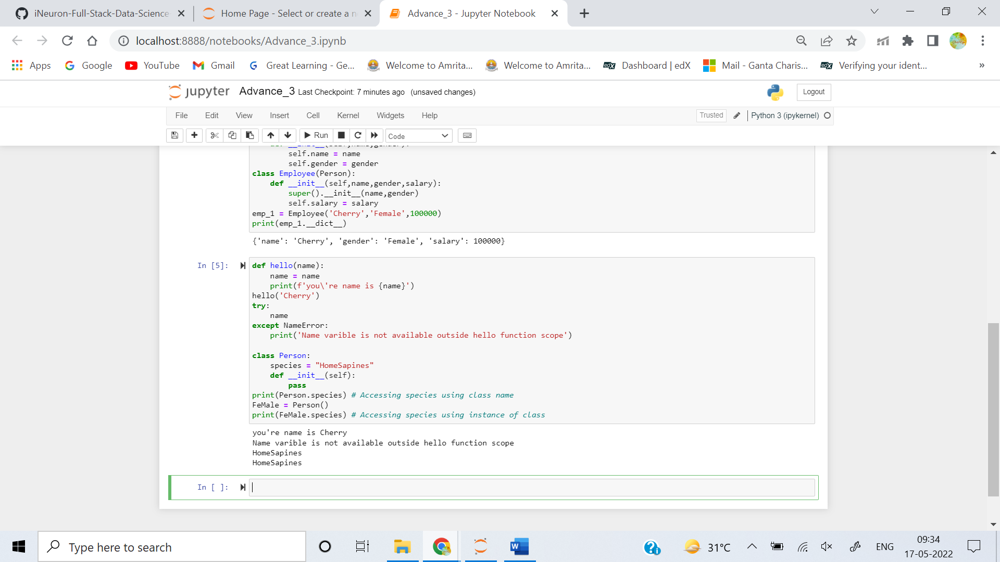 iNeuron-Full-Stack-Data-Science
Home Page - Select or create a n
Advance_3 - Jupyter Notebook
localhost:8888/notebooks/Advance_3.ipynb
Apps
Google
YouTube
Gmail
Great Learning - Ge...
Welcome to Amrita...
Welcome to Amrita...
Dashboard | edX
Mail - Ganta Charis...
Verifying your ident...
»
jupyter Advance_3 Last Checkpoint: 7 minutes ago (unsaved changes)
Logout
File Edit View Insert Cell Kernel Widgets Help
Trusted
Python 3 (ipykernel)
Run
Code
def __init__(self,name,gender):
self.name = name
self.gender = gender
class Employee(Person):
def __init__(self,name,gender,salary):
super().__init__(name,gender)
self.salary = salary
emp_1 = Employee('Cherry','Female',100000)
print(emp_1.__dict__)
{'name': 'Cherry', 'gender': 'Female', 'salary': 100000}
In [5]:
def hello(name):
name = name
print(f'you\'re name is {name}')
hello('Cherry')
try:
name
except NameError:
print('Name varible is not available outside hello function scope')
class Person:
species = "HomeSapines"
def __init__(self):
pass
print(Person.species) # Accessing species using class name
FeMale = Person()
print(FeMale.species) # Accessing species using instance of class
you're name is Cherry
Name varible is not available outside hello function scope
HomeSapines
HomeSapines
In [ ]:
Type here to search
31°C
ENG
09:34
17-05-2022